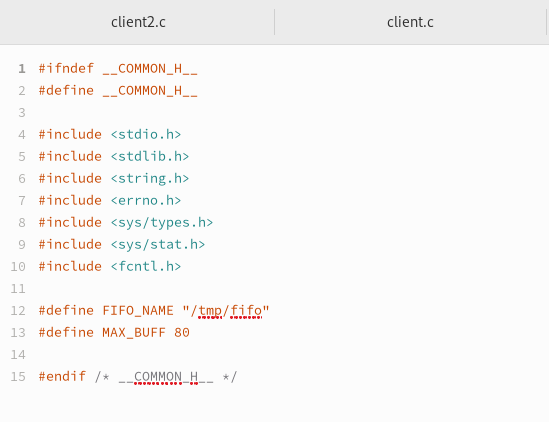 client2.c client.c
1 #ifndef __COMMON_H__
2 #define __COMMON_H__
3
4 #include <stdio.h>
5 #include <stdlib.h>
6 #include <string.h>
7 #include <errno.h>
8 #include <sys/types.h>
9 #include <sys/stat.h>
10 #include <fcntl.h>
11
12 #define FIFO_NAME "/tmp/fifo"
13 #define MAX_BUFF 80
14
15 #endif /* __COMMON_H__ */